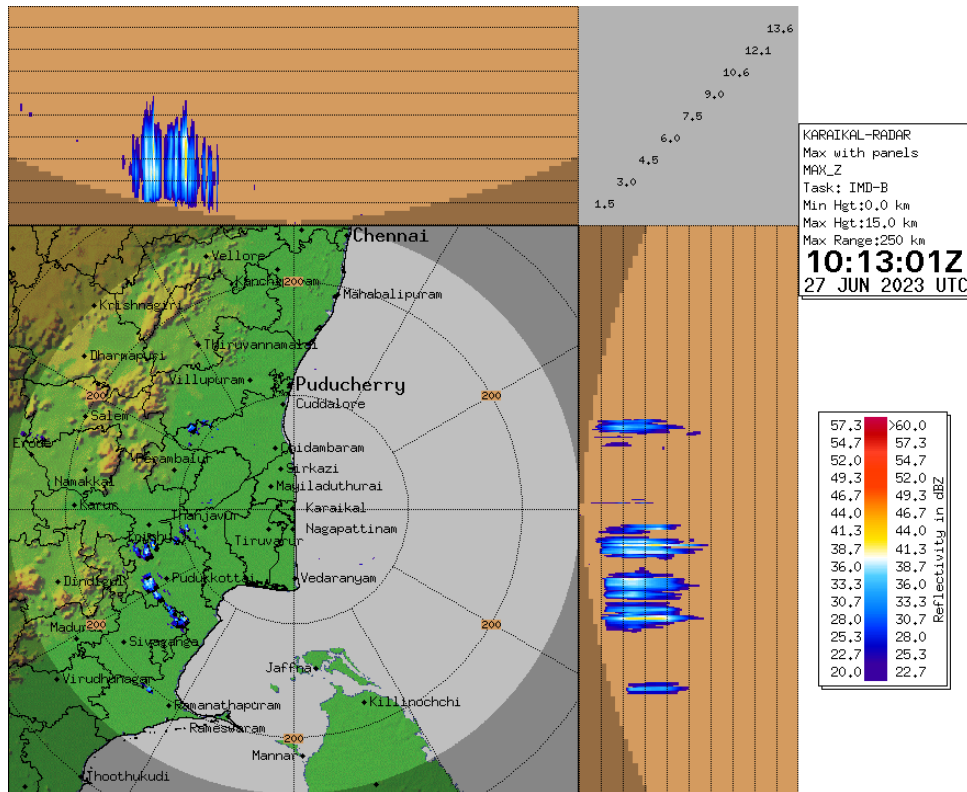 13.6
12.1
10.6
9.0
7.5
6.0
4.5
3.0
1.5
KARAIKAL-RADAR
Max with panels
MAX_Z
Task: IMD-B
Min Hgt:0.0 km
Max Hgt:15.0 km
Max Range:250 km
10:13:01Z
27 JUN 2023 UTC
Chennai
Vellore
200
Mahabalipuram
Krishnagiri
Thiruvannamalai
Dharmapuri
Villupuram
Puducherry
200
200
Cuddalore
Salem
Erode
Chidambaram
Perambalur
Sirkazi
Namakkal
Mayiladuthurai
Karur
Karaikal
Thanjavur
Nagapattinam
Tiruvarur
Dindigul
Pudukkottai
Vedaranyam
200
200
Madurai
Sivaganga
Jaffna
Virudhunagar
Killinochchi
Ramanathapuram
Rameswaram
200
Mannar
Thoothukudi
57.3 >60.0
54.7 57.3
52.0 54.7
49.3 52.0
46.7 49.3
44.0 46.7
41.3 44.0
38.7 41.3
36.0 38.7
33.3 36.0
30.7 33.3
28.0 30.7
25.3 28.0
22.7 25.3
20.0 22.7
Reflectivity in dBZ